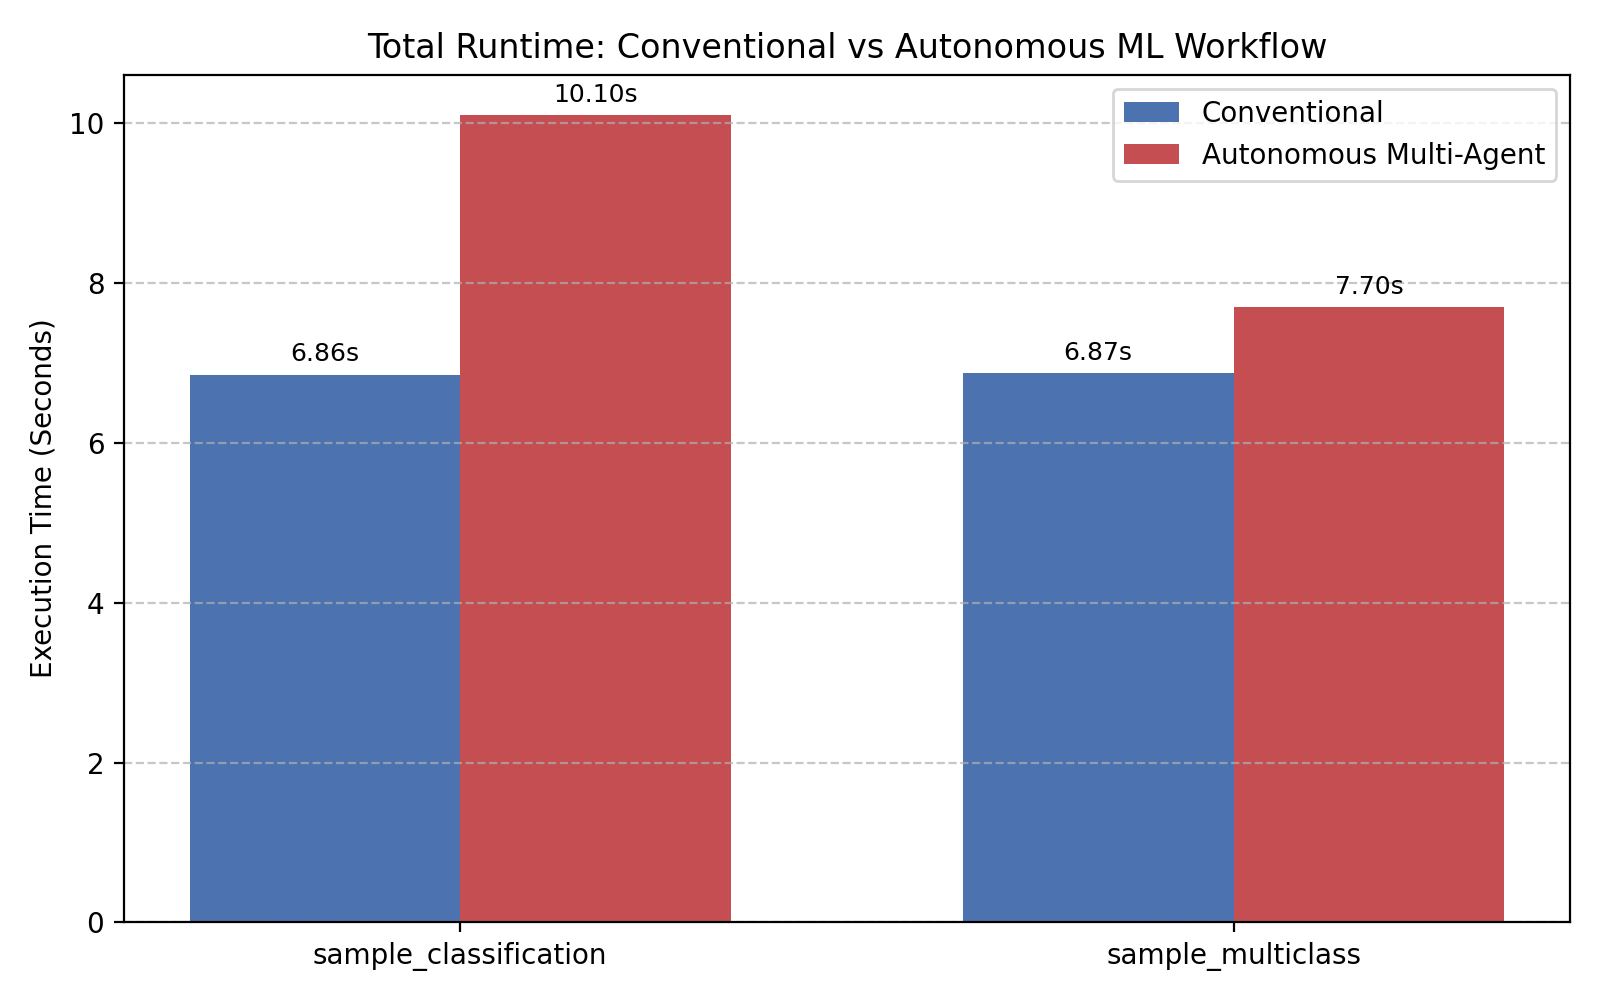 Total Runtime: Conventional vs Autonomous ML Workflow
Conventional
Autonomous Multi-Agent
Execution Time (Seconds)
10
8
6
4
2
0
6.86s
10.10s
6.87s
7.70s
sample_classification
sample_multiclass